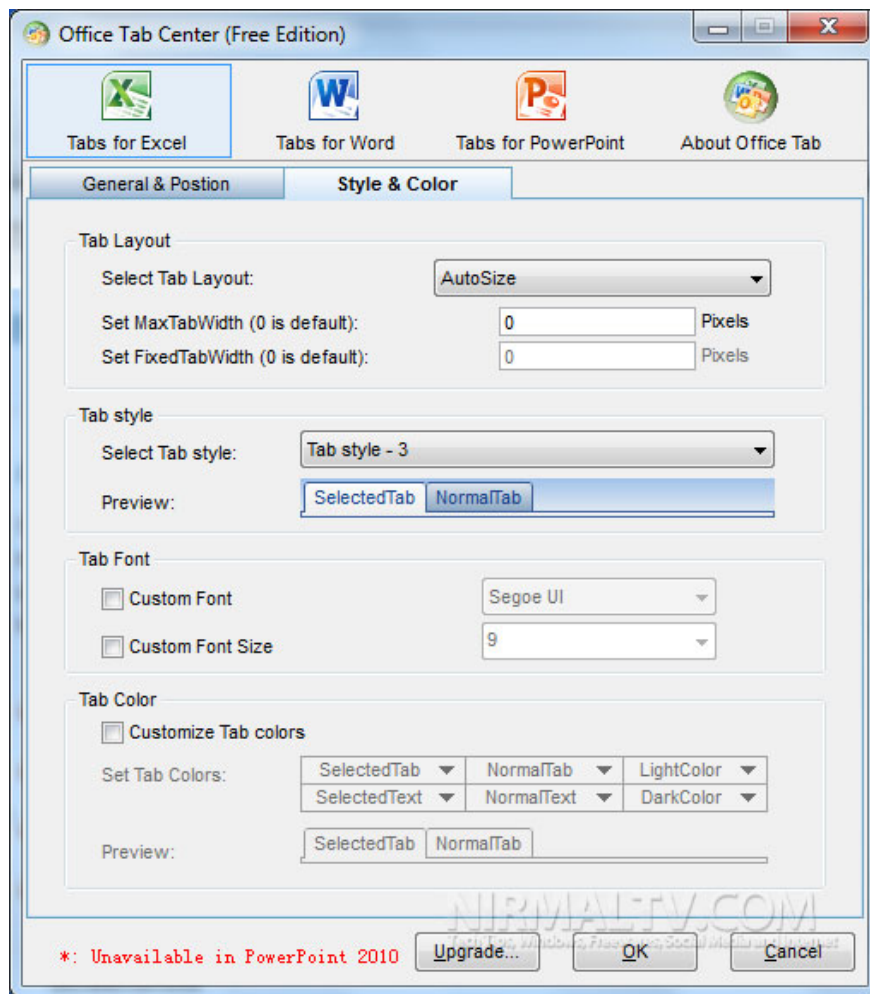 Office Tab Center (Free Edition)
Tabs for Excel
Tabs for Word
Tabs for PowerPoint
About Office Tab
General & Postion
Style & Color
Tab Layout
Select Tab Layout:
AutoSize
Set MaxTabWidth (0 is default):
0
Pixels
Set FixedTabWidth (0 is default):
0
Pixels
Tab style
Select Tab style:
Tab style - 3
Preview:
SelectedTab
NormalTab
Tab Font
Custom Font
Segoe UI
Custom Font Size
9
Tab Color
Customize Tab colors
Set Tab Colors:
SelectedTab
NormalTab
LightColor
SelectedText
NormalText
DarkColor
Preview:
SelectedTab
NormalTab
NIRMALTV.COM
*: Unavailable in PowerPoint 2010
Upgrade...
OK
Cancel